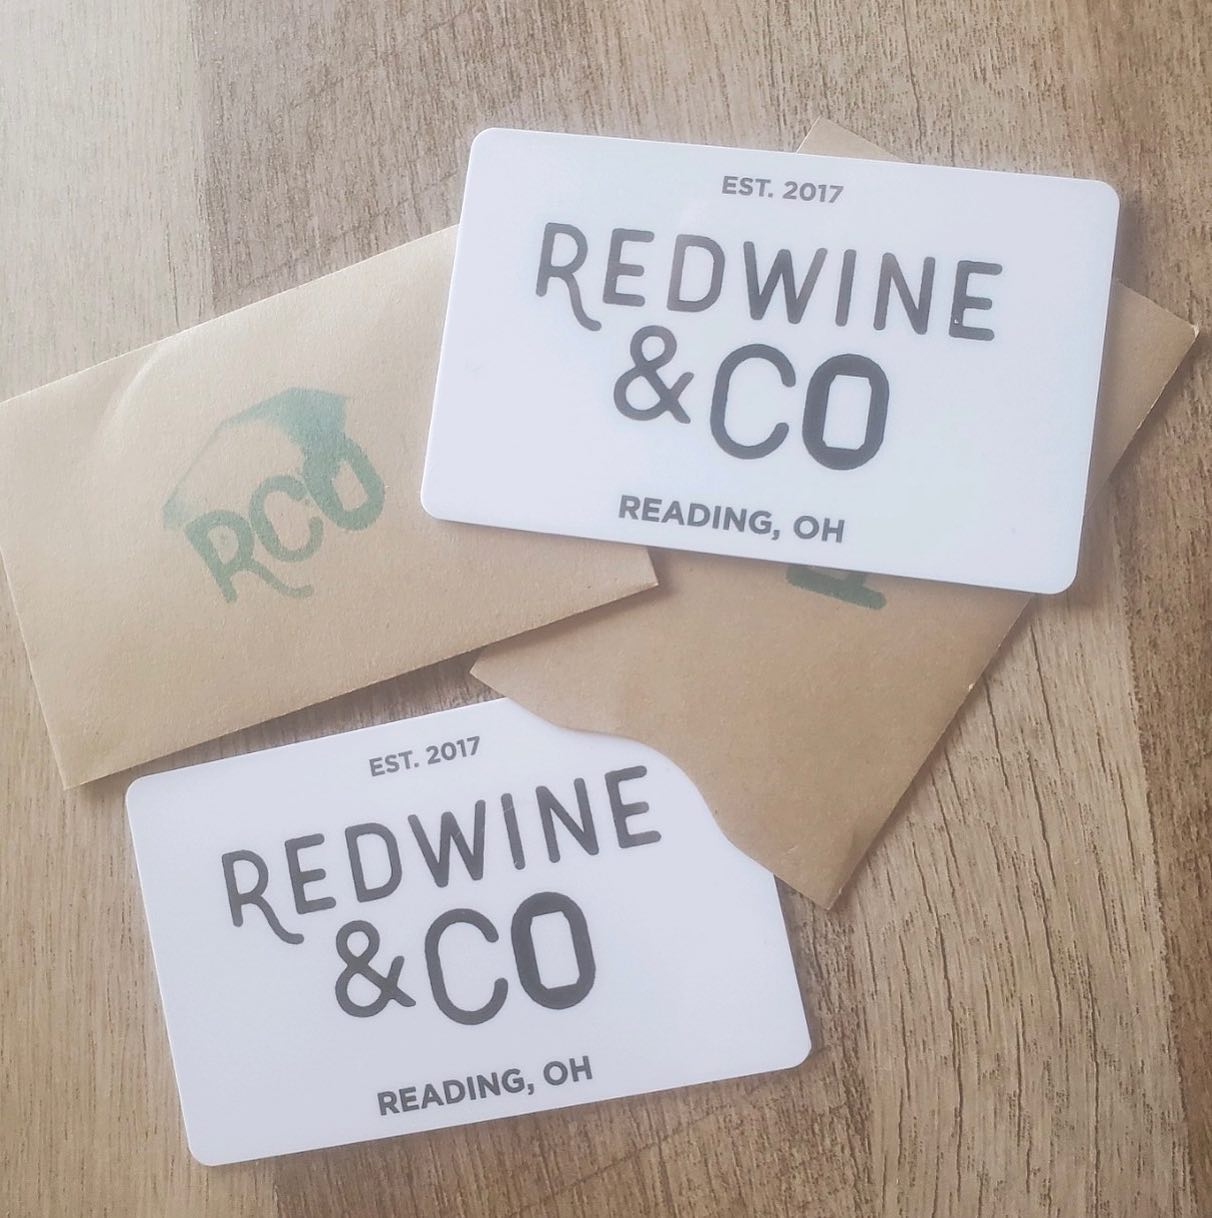 EST. 2017
REDWINE
&CO
READING, OH
RCO
EST. 2017
REDWINE
&CO
READING, OH